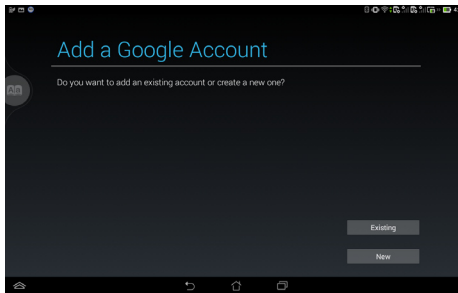 Add a Google Account
Do you want to add an existing account or create a new one?
Existing
New